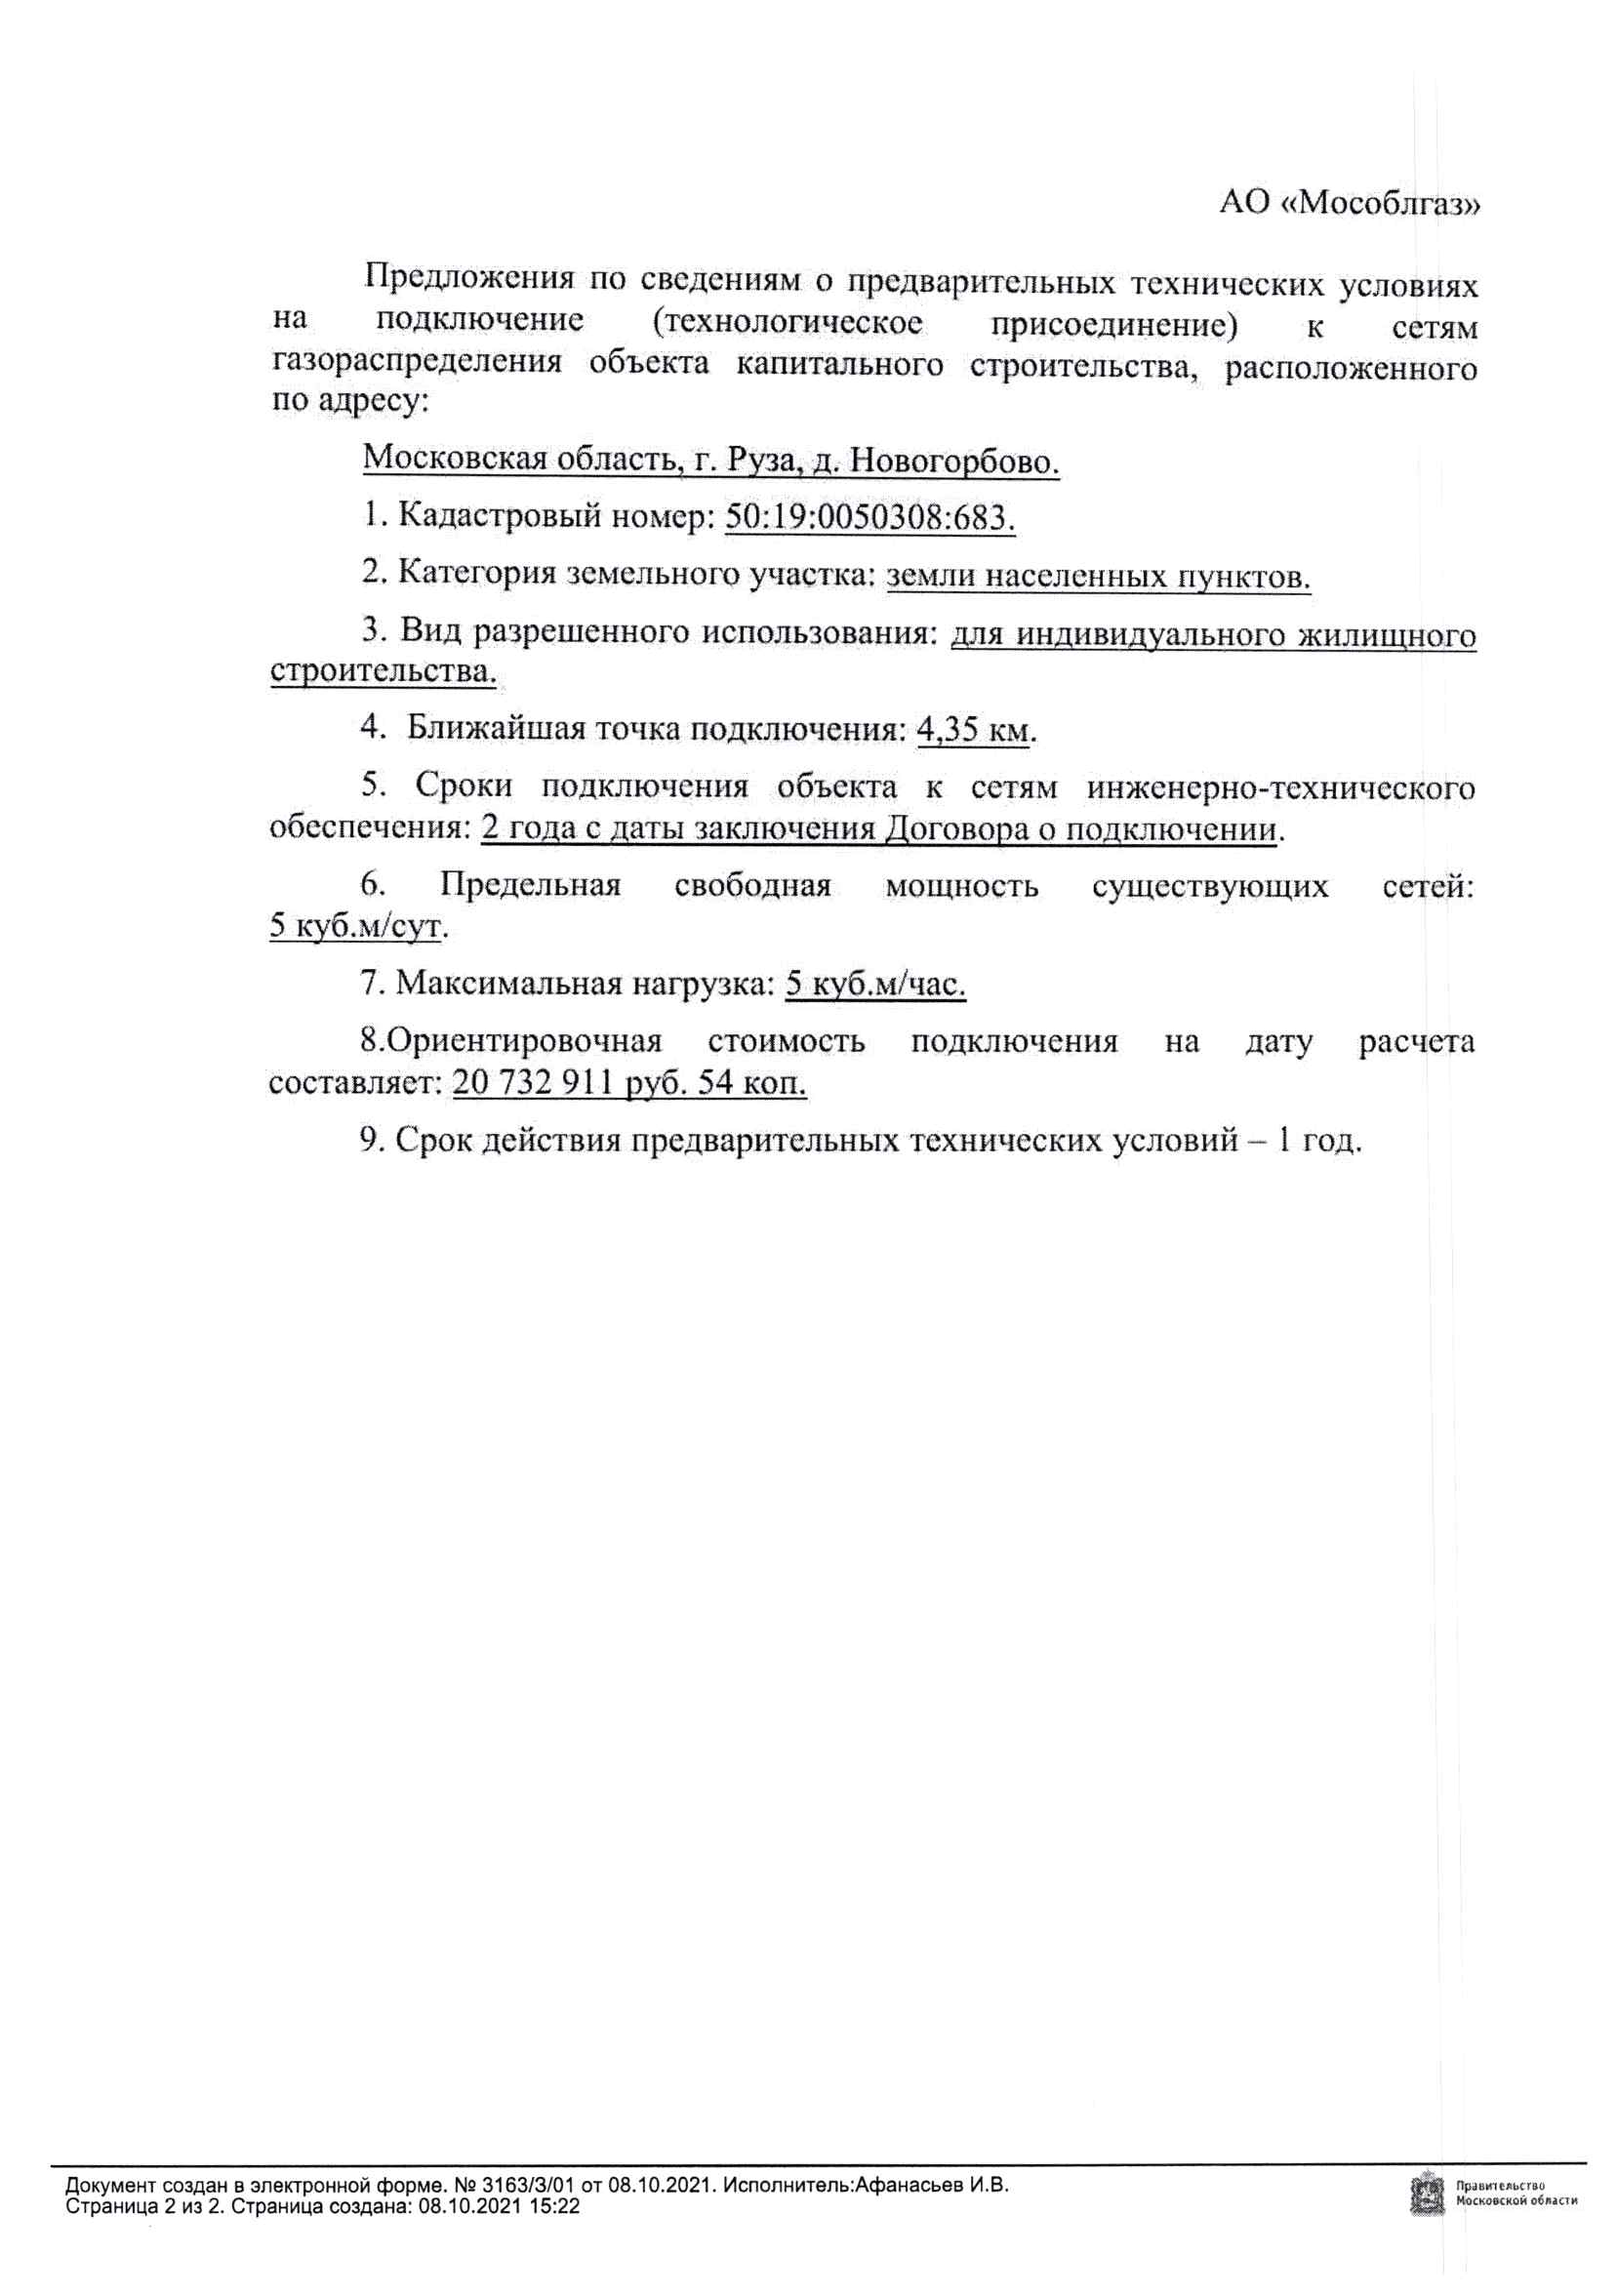 АО «Мособлгаз»
Предложения по сведениям о предварительных технических условиях
на подключение (технологическое присоединение) к сетям
газораспределения объекта капитального строительства, расположенного
по адресу:
Московская область, г. Руза, д. Новогорбово.
1. Кадастровый номер: 50:19:0050308:683.
2. Категория земельного участка: земли населенных пунктов.
3. Вид разрешенного использования: для индивидуального жилищного
строительства.
4. Ближайшая точка подключения: 4,35 км.
5. Сроки подключения объекта к сетям инженерно-технического
обеспечения: 2 года с даты заключения Договора о подключении.
6. Предельная свободная мощность существующих сетей:
5 куб.м/сут.
7. Максимальная нагрузка: 5 куб.м/час.
8.Ориентировочная стоимость подключения на дату расчета
составляет: 20 732 911 руб. 54 коп.
9. Срок действия предварительных технических условий – 1 год.
Документ создан в электронной форме. № 3163/3/01 от 08.10.2021. Исполнитель:Афанасьев И.В.
Страница 2 из 2. Страница создана: 08.10.2021 15:22
Правительство
Московской области